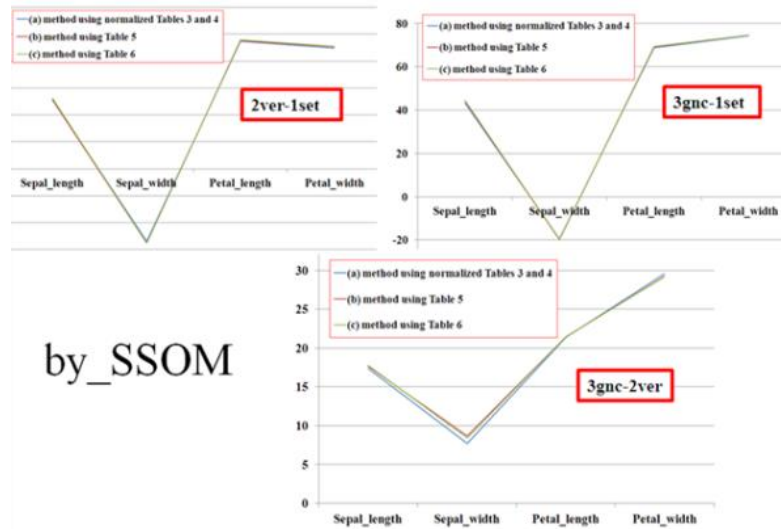 (a) method using normalized Tables 3 and 4
(b) method using Table 5
(c) method using Table 6
2ver-1set
Sepal_length Sepal_width Petal_length Petal_width
80
(a) method using normalized Tables 3 and 4
60
(b) method using Table 5
(c) method using Table 6
40
3gnc-1set
20
0
Sepal_length Sepal_width Petal_length Petal_width
-20
30
(a) method using normalized Tables 3 and 4
25
(b) method using Table 5
20
(c) method using Table 6
15
3gnc-2ver
10
5
0
Sepal_length Sepal_width Petal_length Petal_width
by_SSOM